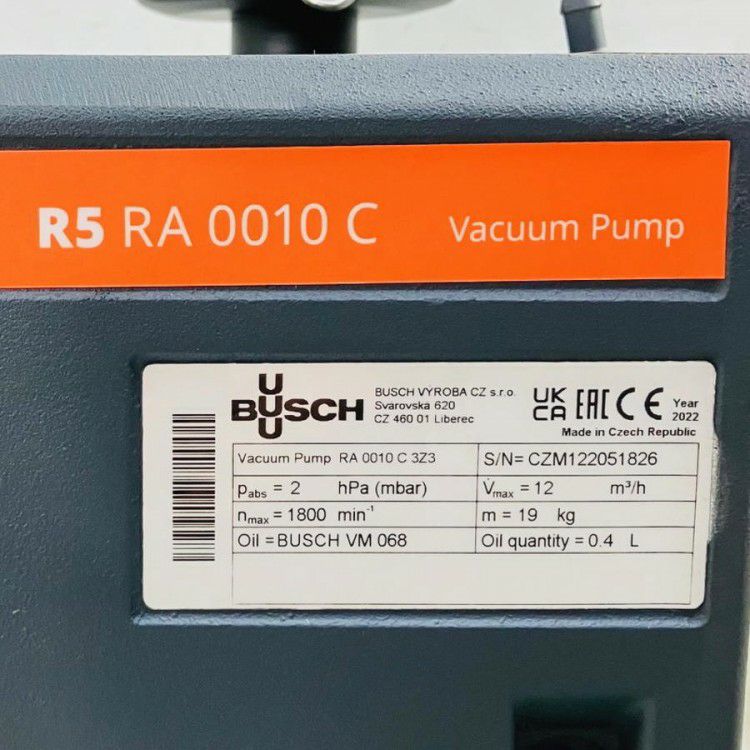 R5 RA 0010 C Vacuum Pump
BUSCH
BUSCH VÝROBA CZ s.r.o.
Svarovska 620
CZ 460 01 Liberec
UK CA EAC CE Year 2022
Made in Czech Republic
Vacuum Pump RA 0010 C 3Z3
S/N= CZM122051826
pabs = 2 hPa (mbar)
V̇max = 12 m³/h
nmax = 1800 min⁻¹
m = 19 kg
Oil = BUSCH VM 068
Oil quantity = 0.4 L